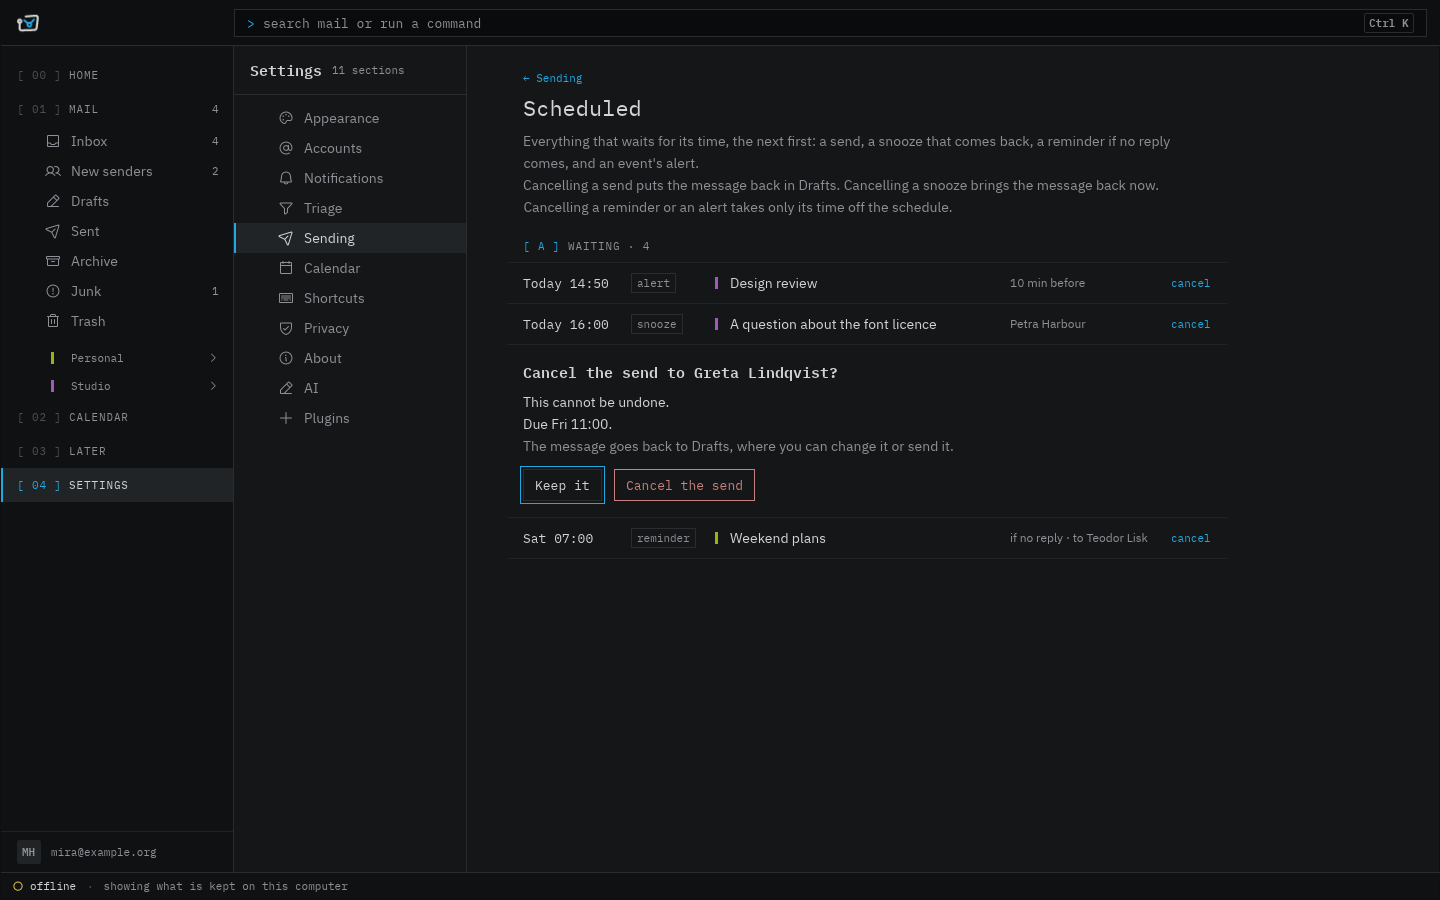 > search mail or run a command
Ctrl K
[ 00 ] HOME
[ 01 ] MAIL 4
Inbox 4
New senders 2
Drafts
Sent
Archive
Junk 1
Trash
Personal
Studio
[ 02 ] CALENDAR
[ 03 ] LATER
[ 04 ] SETTINGS
MH mira@example.org
Settings 11 sections
Appearance
Accounts
Notifications
Triage
Sending
Calendar
Shortcuts
Privacy
About
AI
Plugins
← Sending
Scheduled
Everything that waits for its time, the next first: a send, a snooze that comes back, a reminder if no reply
comes, and an event's alert.
Cancelling a send puts the message back in Drafts. Cancelling a snooze brings the message back now.
Cancelling a reminder or an alert takes only its time off the schedule.
[ A ] WAITING · 4
Today 14:50 alert Design review 10 min before cancel
Today 16:00 snooze A question about the font licence Petra Harbour cancel
Cancel the send to Greta Lindqvist?
This cannot be undone.
Due Fri 11:00.
The message goes back to Drafts, where you can change it or send it.
Keep it Cancel the send
Sat 07:00 reminder Weekend plans if no reply · to Teodor Lisk cancel
offline · showing what is kept on this computer